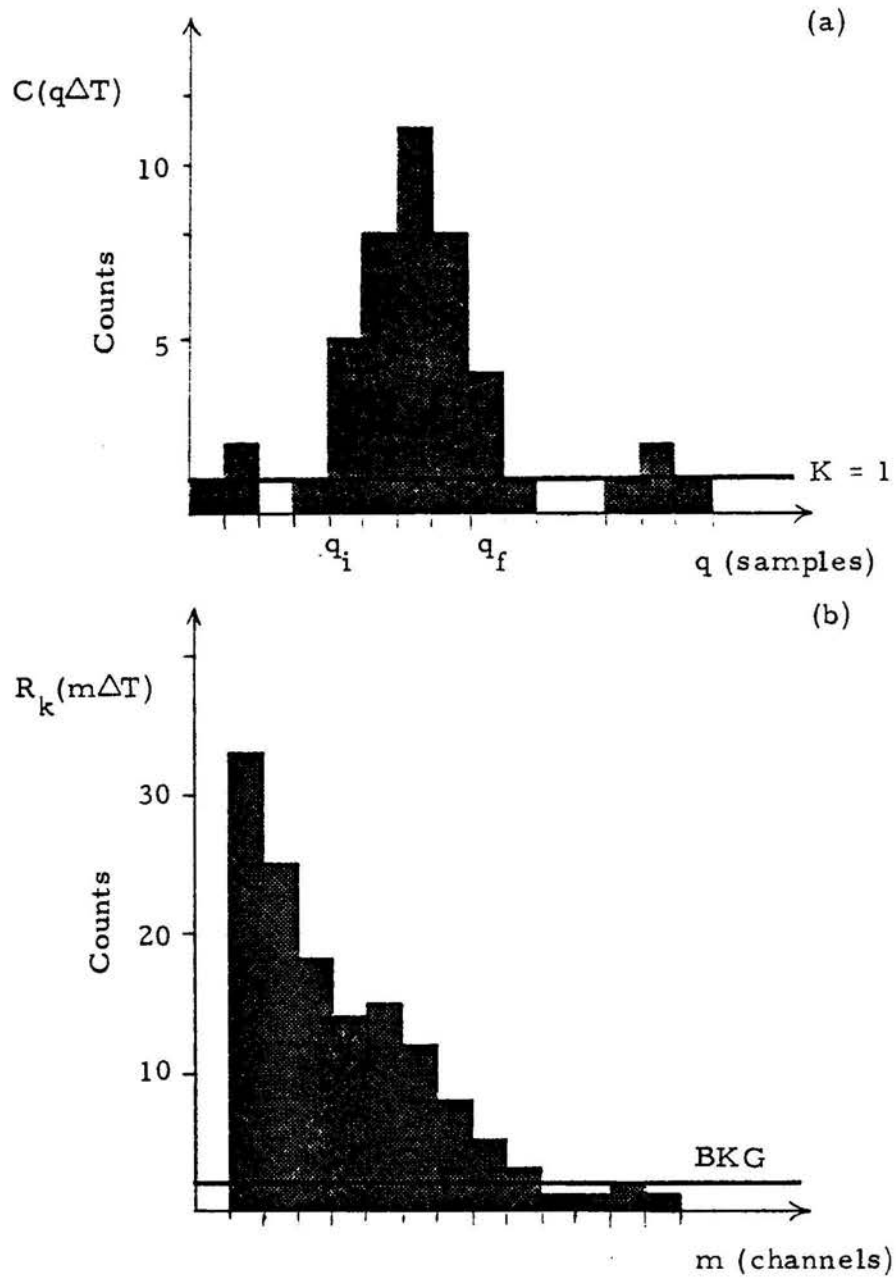 (a)
C(qΔT)
10
Counts
5
K = 1
q_i
q_f
q (samples)
(b)
R_k(mΔT)
30
Counts
20
10
BKG
m (channels)